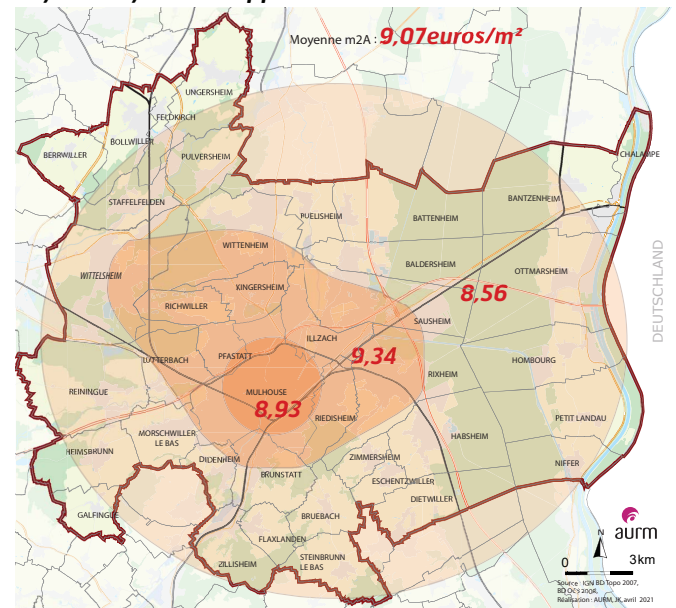 Moyenne m2A : 9,07euros/m²
UNGERSHEIM
FELDKIRCH
BOLLWILLER
BERRWILLER
PULVERSHEIM
CHALAMPE
STAFFELFELDEN
BANTZENHEIM
RUELISHEIM
BATTENHEIM
WITTENHEIM
BALDERSHEIM
OTTMARSHEIM
WITTELSHEIM
KINGERSHEIM
8,56
RICHWILLER
SAUSHEIM
ILLZACH
DEUTSCHLAND
LUTTERBACH
PFASTATT
9,34
HOMBOURG
RIXHEIM
REININGUE
MULHOUSE
8,93
RIEDISHEIM
PETIT LANDAU
MORSCHWILLER
LE BAS
HABSHEIM
HEIMSBRUNN
DIDENHEIM
ZIMMERSHEIM
NIFFER
BRUNSTATT
ESCHENTZWILLER
DIETWILLER
GALFINGUE
BRUEBACH
FLAXLANDEN
STEINBRUNN
LE BAS
ZILLISHEIM
aurm
N
0 3km
Source : IGN BD Topo 2007,
BD OCS 2008,
Réalisation : AURM, JK, avril 2021